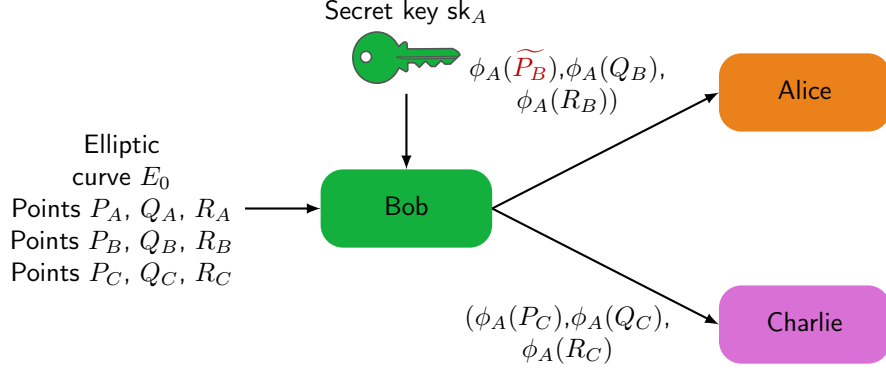 Secret key sk_A
ϕ_A(\widetilde{P_B}),ϕ_A(Q_B),
ϕ_A(R_B))
Alice
Elliptic
curve E_0
Points P_A, Q_A, R_A
Points P_B, Q_B, R_B
Points P_C, Q_C, R_C
Bob
(ϕ_A(P_C),ϕ_A(Q_C),
ϕ_A(R_C)
Charlie